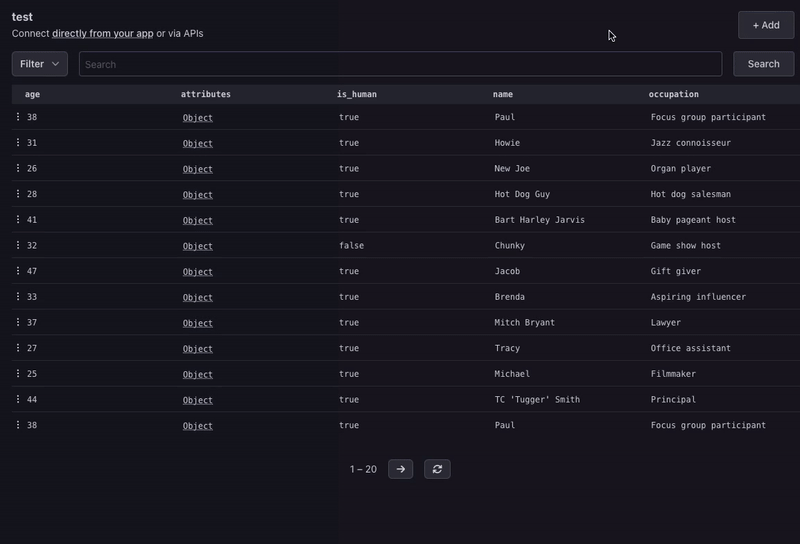 test
Connect directly from your app or via APIs
+ Add
Filter
Search
Search
age attributes is_human name occupation
38 Object true Paul Focus group participant
31 Object true Howie Jazz connoisseur
26 Object true New Joe Organ player
28 Object true Hot Dog Guy Hot dog salesman
41 Object true Bart Harley Jarvis Baby pageant host
32 Object false Chunky Game show host
47 Object true Jacob Gift giver
33 Object true Brenda Aspiring influencer
37 Object true Mitch Bryant Lawyer
27 Object true Tracy Office assistant
25 Object true Michael Filmmaker
44 Object true TC 'Tugger' Smith Principal
38 Object true Paul Focus group participant
1 – 20